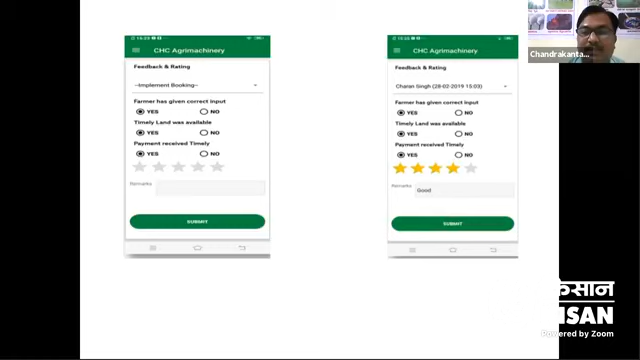 15:23
CHC Agrimachinery
Feedback & Rating
--Implement Booking--
Farmer has given correct input
YES NO
Timely Land was available
YES NO
Payment received Timely
YES NO
Remarks
SUBMIT
CHC Agrimachinery
Feedback & Rating
Charan Singh (28-02-2019 15:03)
Farmer has given correct input
YES NO
Timely Land was available
YES NO
Payment received Timely
YES NO
Remarks
Good
SUBMIT
Chandrakanta...
किसान
Powered by Zoom